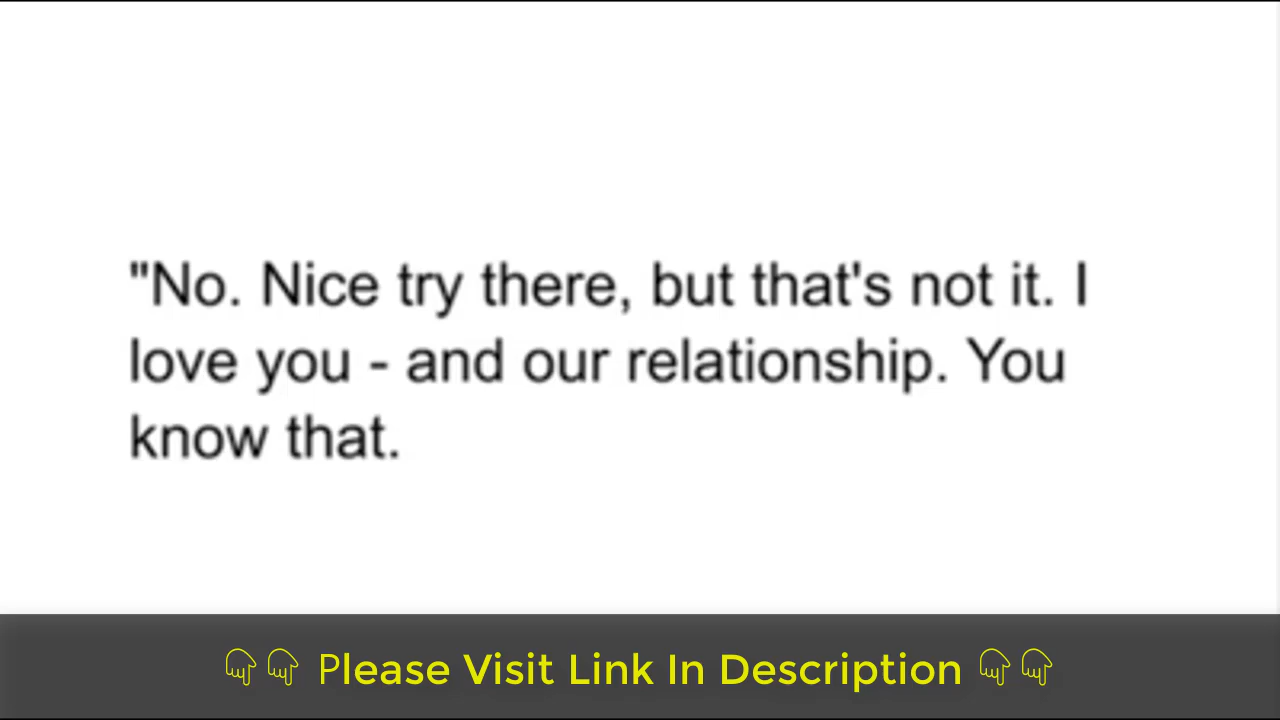 "No. Nice try there, but that's not it. I
love you - and our relationship. You
know that.
👇👇 Please Visit Link In Description 👇👇